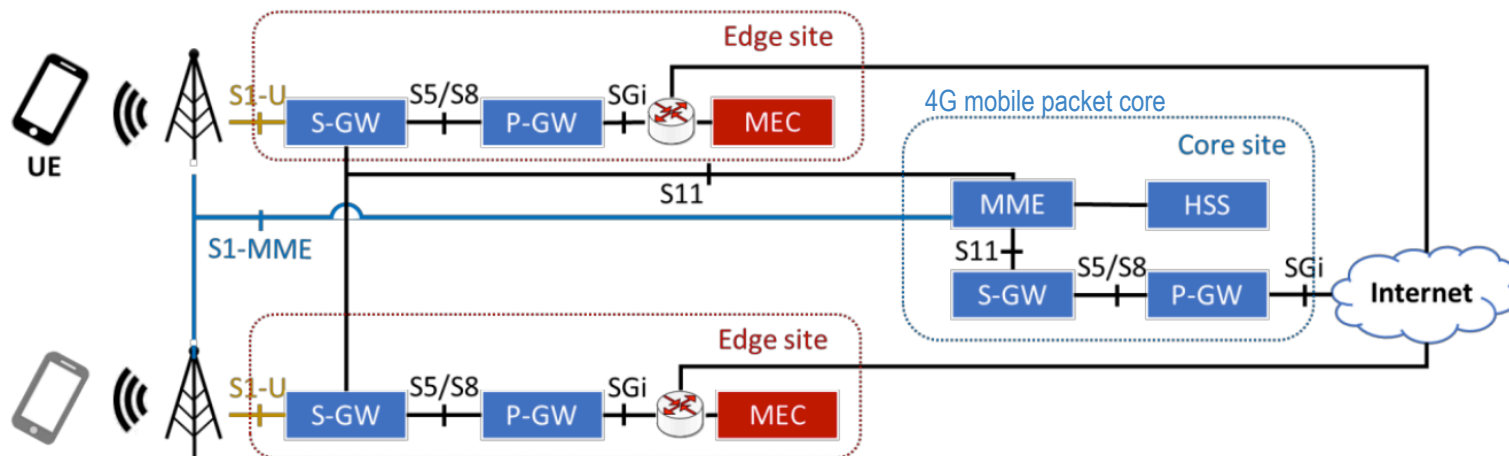 Edge site
S1-U
S-GW
S5/S8
P-GW
SGi
MEC
UE
4G mobile packet core
Core site
S11
MME
HSS
S1-MME
S11
S-GW
S5/S8
P-GW
SGi
Internet
Edge site
S1-U
S-GW
S5/S8
P-GW
SGi
MEC